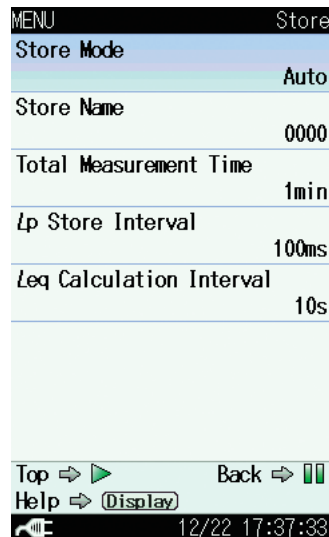 MENU Store
Store Mode
Auto
Store Name
0000
Total Measurement Time
1min
Lp Store Interval
100ms
Leq Calculation Interval
10s
Top ⇨ ▷ Back ⇨ ▯▯
Help ⇨ (Display)
12/22 17:37:33